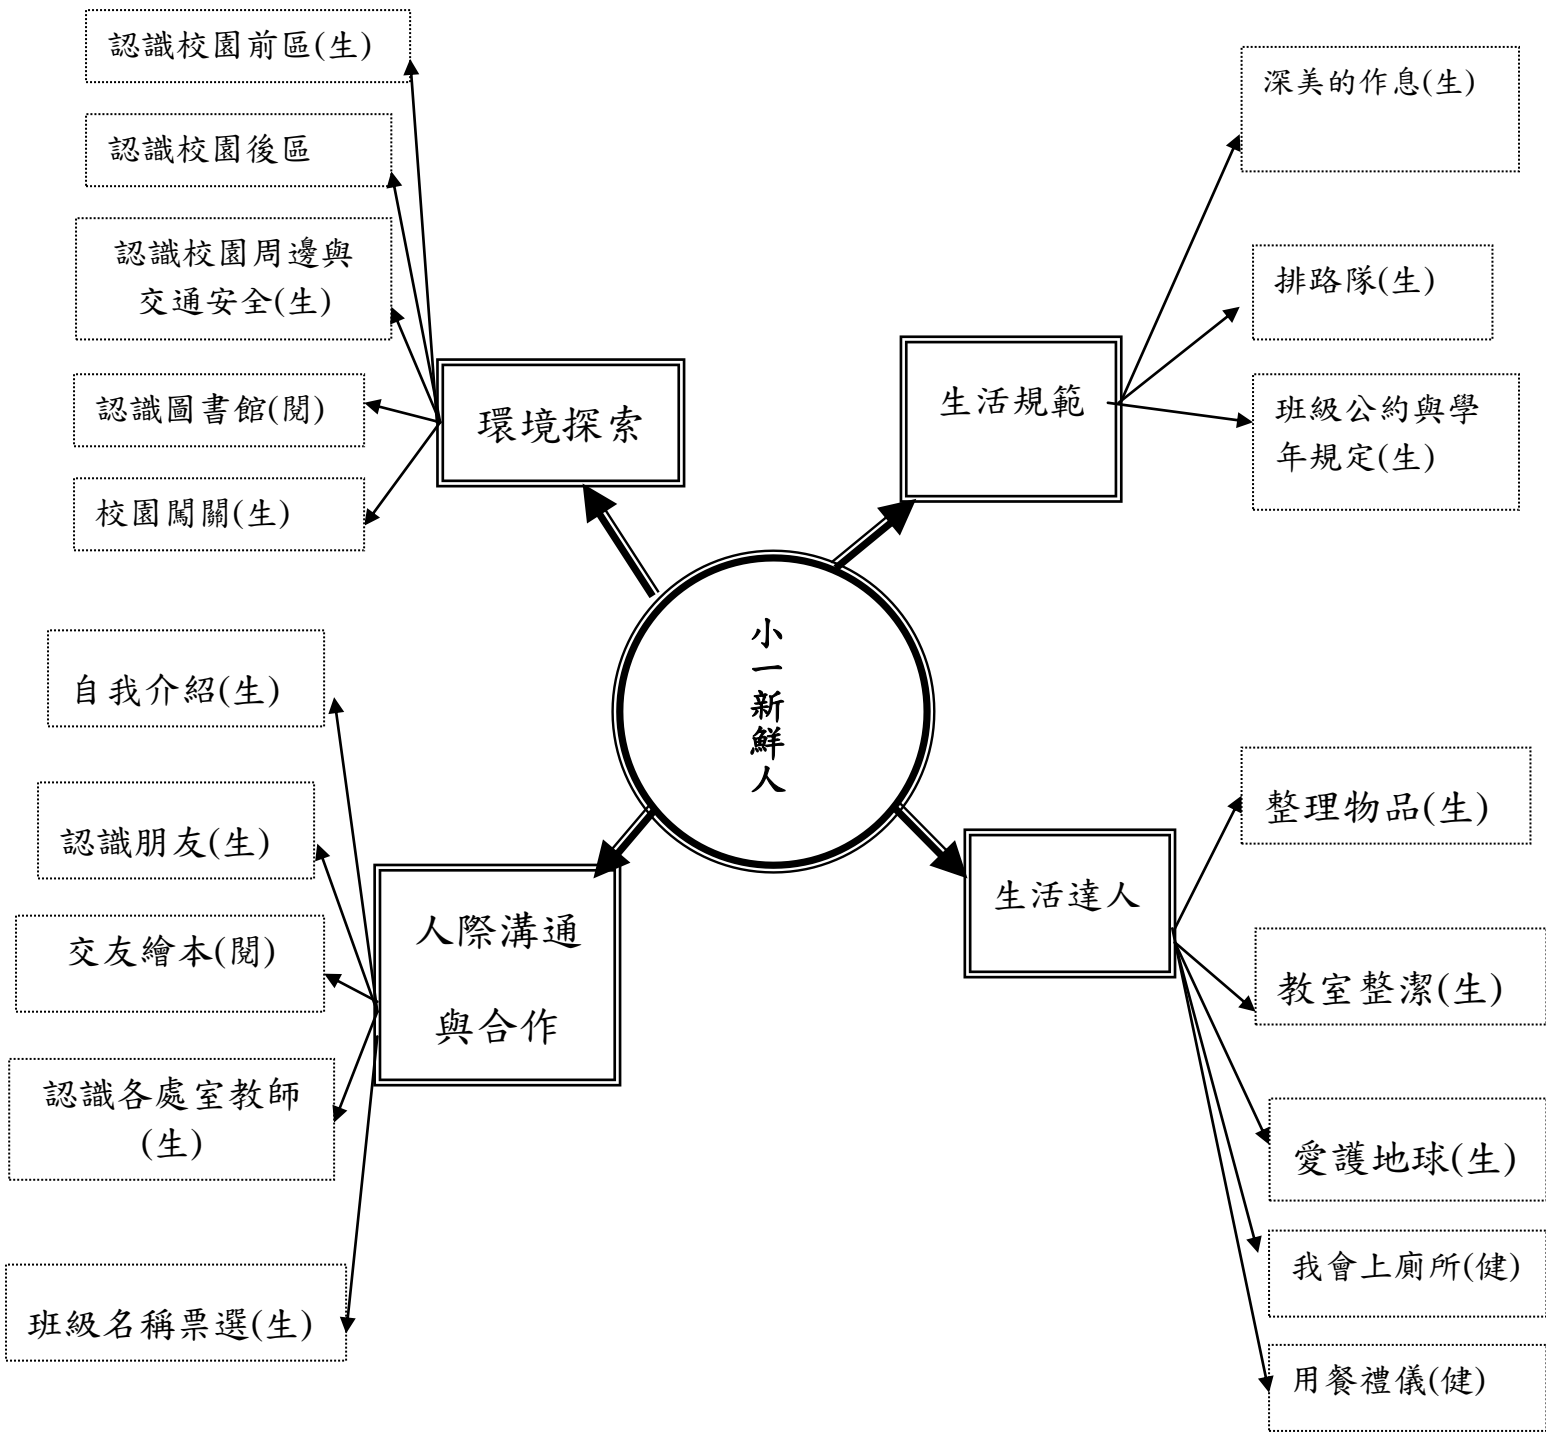 認識校園前區(生)
認識校園後區
認識校園周邊與
交通安全(生)
認識圖書館(閱)
校園闖關(生)
環境探索
深美的作息(生)
排路隊(生)
班級公約與學
年規定(生)
生活規範
小一新鮮人
自我介紹(生)
認識朋友(生)
交友繪本(閱)
認識各處室教師
(生)
班級名稱票選(生)
人際溝通
與合作
生活達人
整理物品(生)
教室整潔(生)
愛護地球(生)
我會上廁所(健)
用餐禮儀(健)